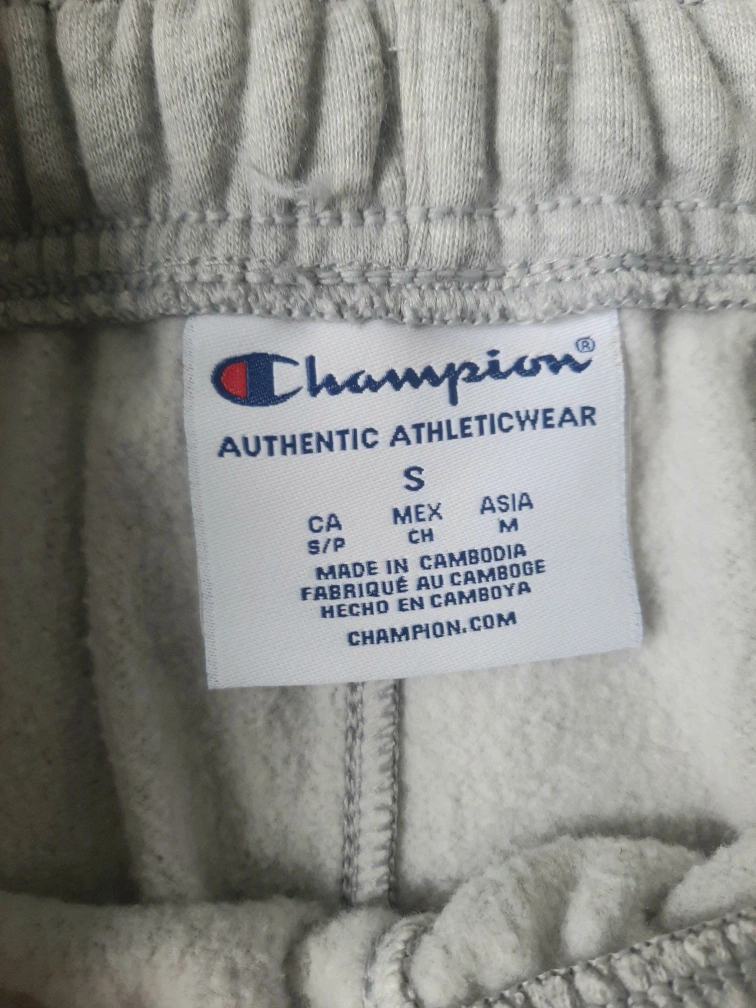 Champion®
AUTHENTIC ATHLETICWEAR
S
CA MEX ASIA
S/P CH M
MADE IN CAMBODIA
FABRIQUÉ AU CAMBOGE
HECHO EN CAMBOYA
CHAMPION.COM